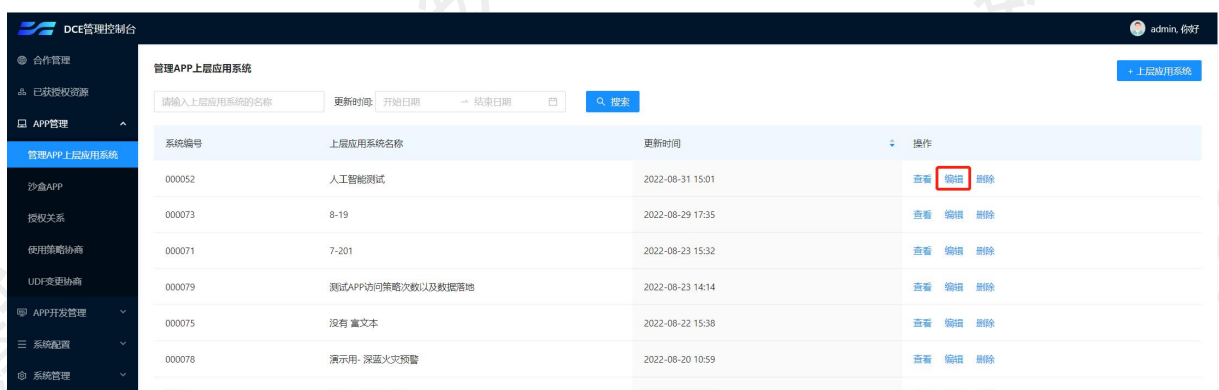 DCE管理控制台
admin, 你好
合作管理
已获授权资源
APP管理
管理APP上层应用系统
沙盒APP
授权关系
使用策略协商
UDF变更协商
APP开发管理
系统配置
系统管理
管理APP上层应用系统
+ 上层应用系统
请输入上层应用系统的名称 更新时间: 开始日期 → 结束日期 搜索
系统编号 上层应用系统名称 更新时间 操作
000052 人工智能测试 2022-08-31 15:01 查看 编辑 删除
000073 8-19 2022-08-29 17:35 查看 编辑 删除
000071 7-201 2022-08-23 15:32 查看 编辑 删除
000079 测试APP访问策略次数以及数据落地 2022-08-23 14:14 查看 编辑 删除
000075 没有 富文本 2022-08-22 15:38 查看 编辑 删除
000078 演示用- 深蓝火灾预警 2022-08-20 10:59 查看 编辑 删除